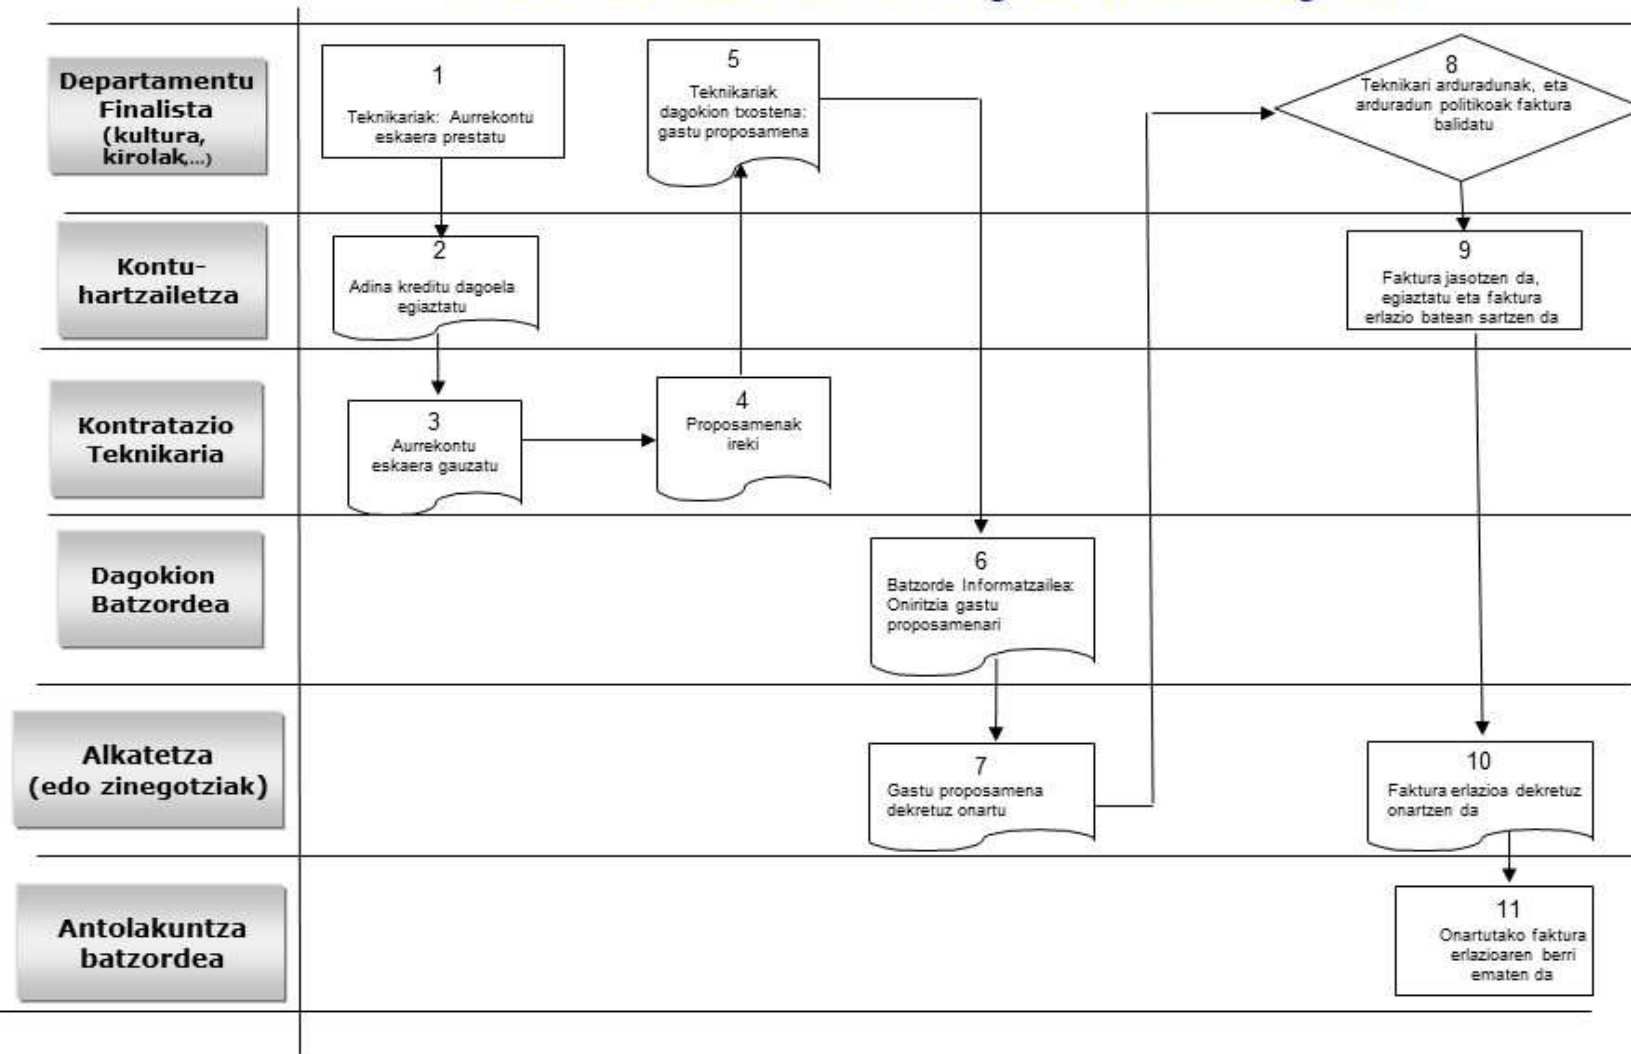 Departamentu
Finalista
(kultura,
kirolak,...)
1
Teknikariak: Aurrekontu
eskaera prestatu
5
Teknikariak
dagokion txostena:
gastu proposamena
8
Teknikari arduradunak, eta
arduradun politikoak faktura
balidatu
Kontu-
hartzailetza
2
Adina kreditu dagoela
egiaztatu
9
Faktura jasotzen da,
egiaztatu eta faktura
erlazio batean sartzen da
Kontratazio
Teknikaria
3
Aurrekontu
eskaera gauzatu
4
Proposamenak
ireki
Dagokion
Batzordea
6
Batzorde Informatzailea:
Oniritzia gastu
proposamenari
Alkatetza
(edo zinegotziak)
7
Gastu proposamena
dekretuz onartu
10
Faktura erlazioa dekretuz
onartzen da
Antolakuntza
batzordea
11
Onartutako faktura
erlazioaren berri
ematen da